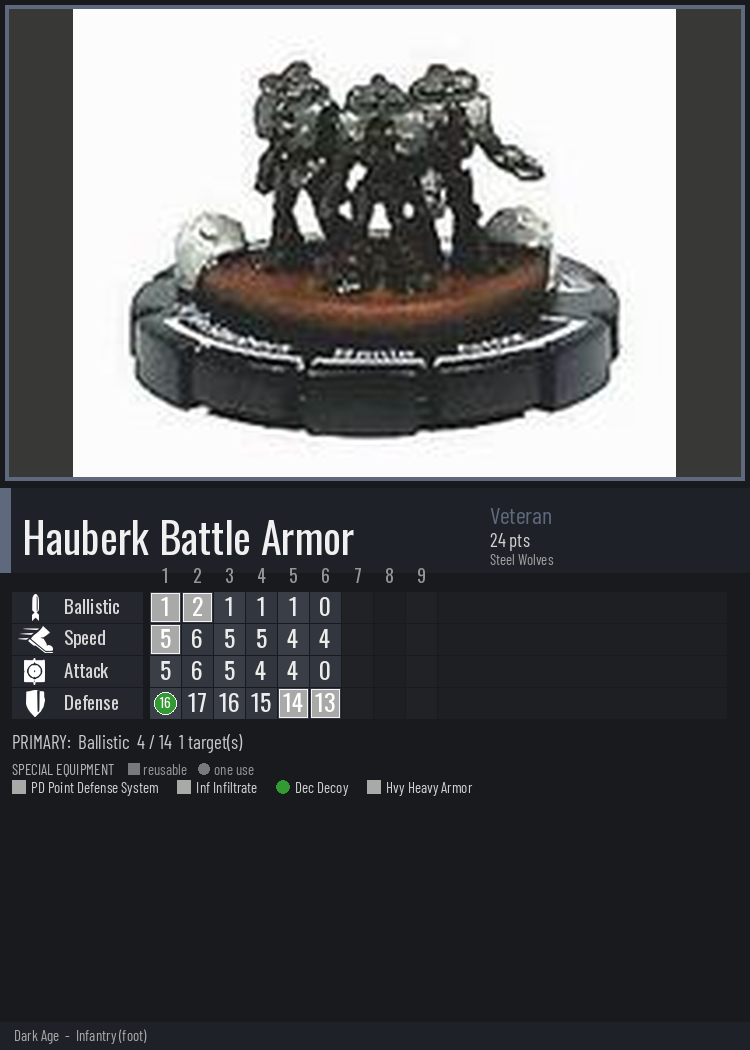 Hauberk Battle Armor
Veteran
24 pts
Steel Wolves
1 2 3 4 5 6 7 8 9
Ballistic 1 2 1 1 1 0
Speed 5 6 5 5 4 4
Attack 5 6 5 4 4 0
Defense 16 17 16 15 14 13
PRIMARY: Ballistic 4 / 14 1 target(s)
SPECIAL EQUIPMENT reusable one use
PD Point Defense System Inf Infiltrate Dec Decoy Hvy Heavy Armor
Dark Age - Infantry (foot)